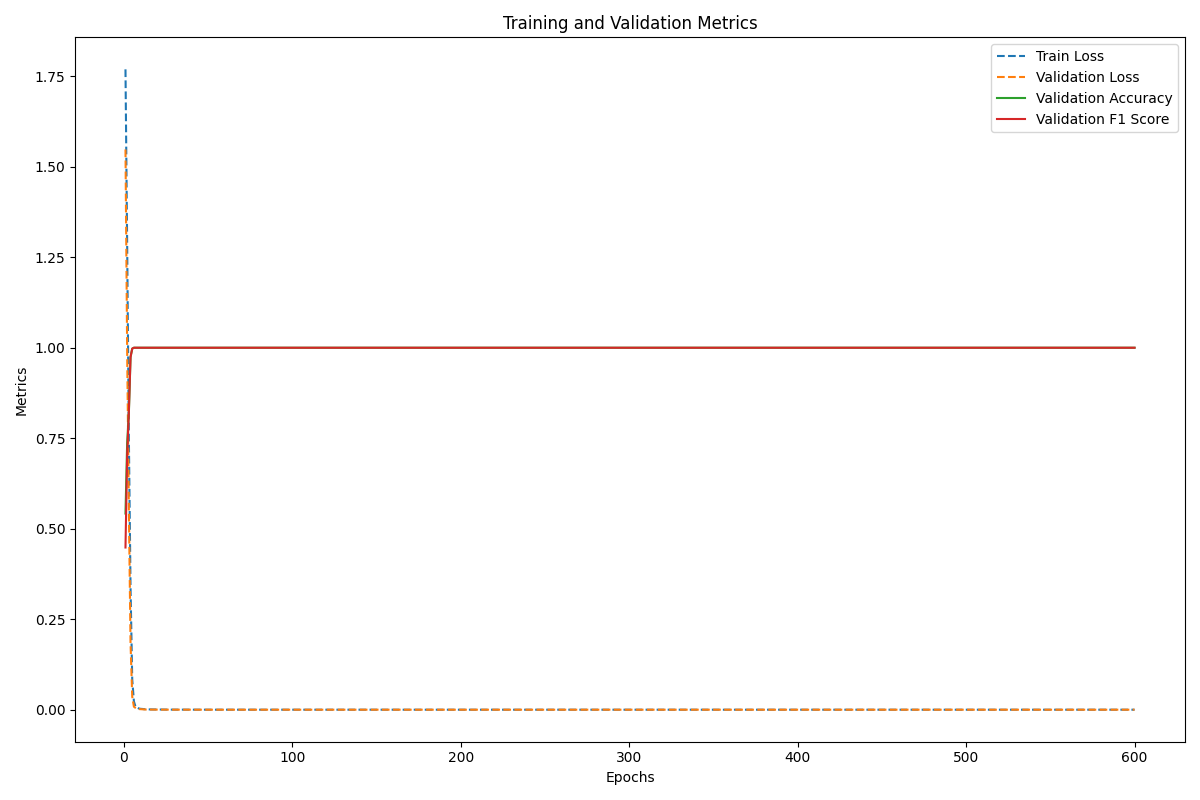 Training and Validation Metrics
Train Loss
Validation Loss
Validation Accuracy
Validation F1 Score
Metrics
1.75
1.50
1.25
1.00
0.75
0.50
0.25
0.00
0 100 200 300 400 500 600
Epochs